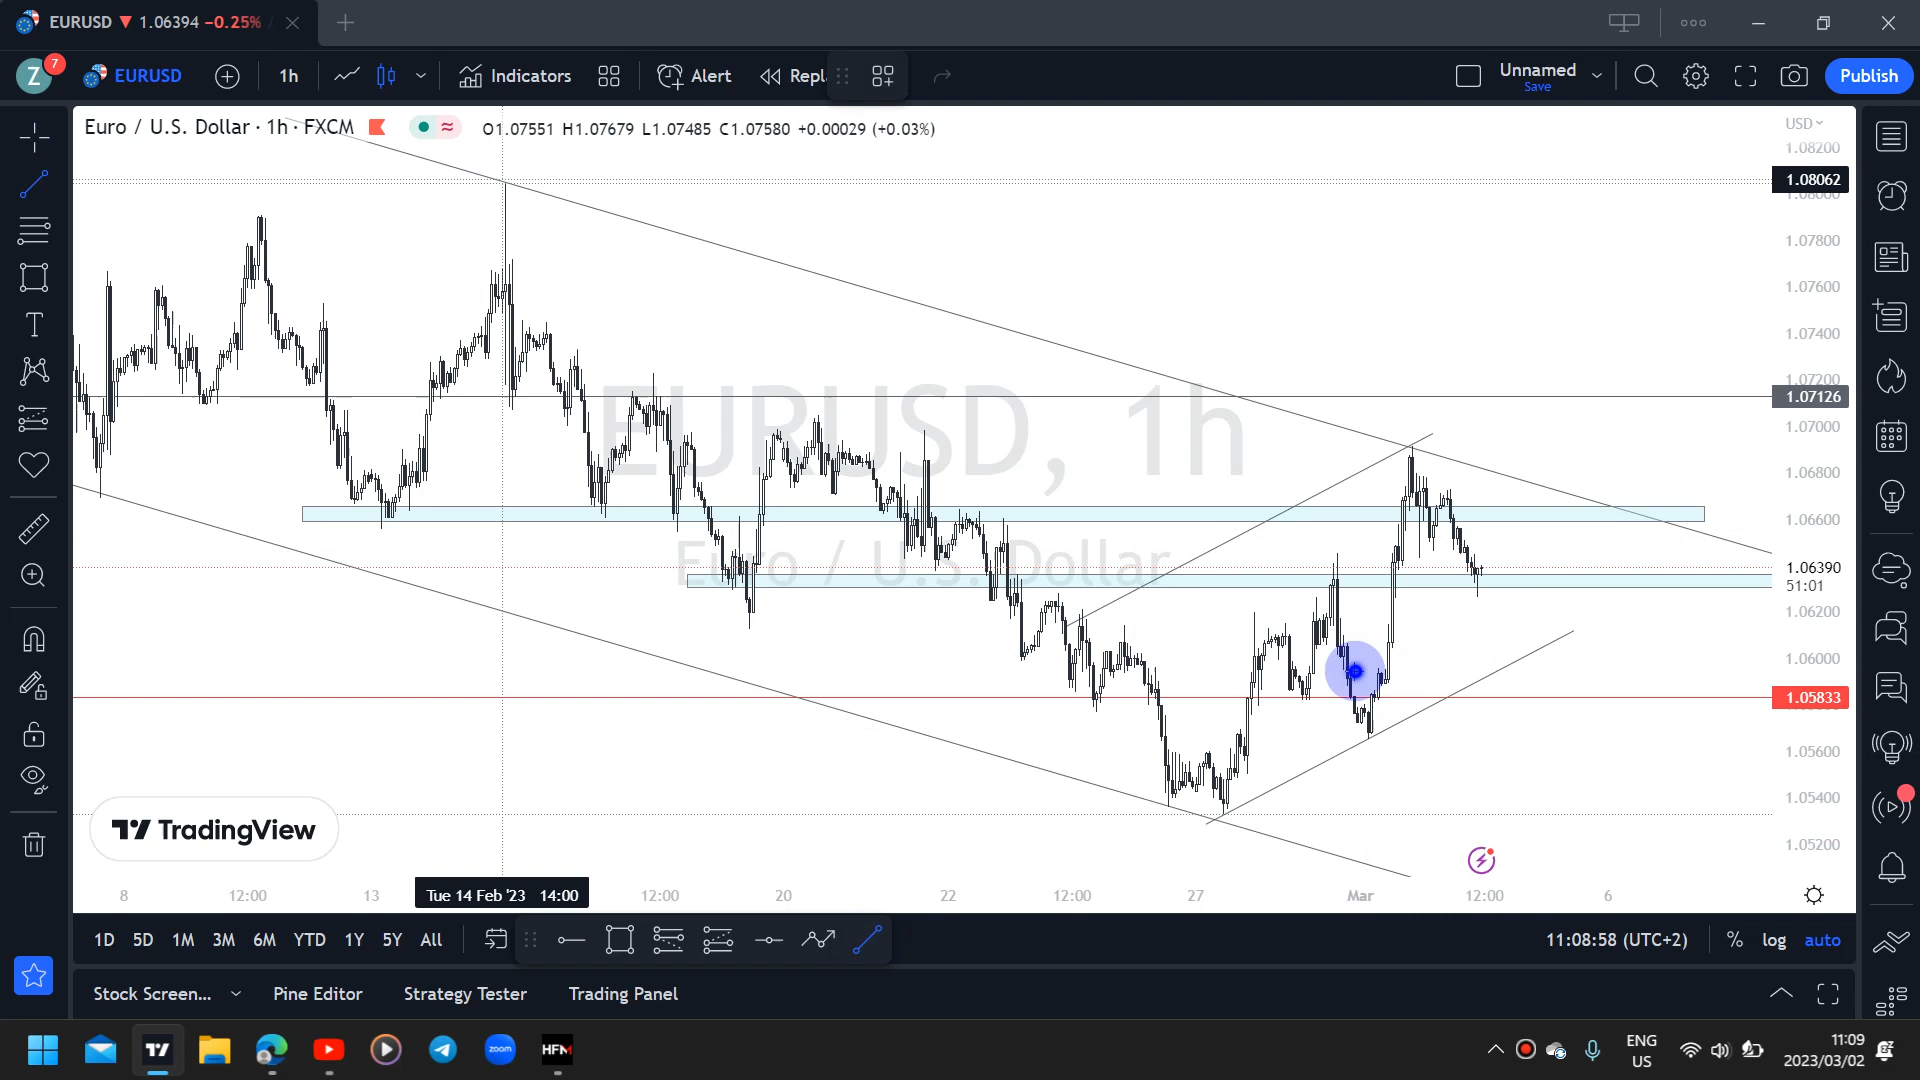 EURUSD ▼ 1.06394 −0.25% /
Z 7 EURUSD 1h Indicators Alert Repl Unnamed Save Publish
Euro / U.S. Dollar · 1h · FXCM O1.07551 H1.07679 L1.07485 C1.07580 +0.00029 (+0.03%)
USD
1.08200
1.08062
1.08000
1.07800
1.07600
1.07400
1.07200
1.07126
1.07000
1.06800
1.06600
1.06390
51:01
1.06200
1.06000
1.05833
1.05600
1.05400
1.05200
EURUSD, 1h
Euro / U.S. Dollar
TradingView
8 12:00 13 Tue 14 Feb '23 14:00 12:00 20 22 12:00 27 Mar 12:00 6
1D 5D 1M 3M 6M YTD 1Y 5Y All 11:08:58 (UTC+2) % log auto
Stock Screen... Pine Editor Strategy Tester Trading Panel
zoom HFM ENG US 11:09 2023/03/02